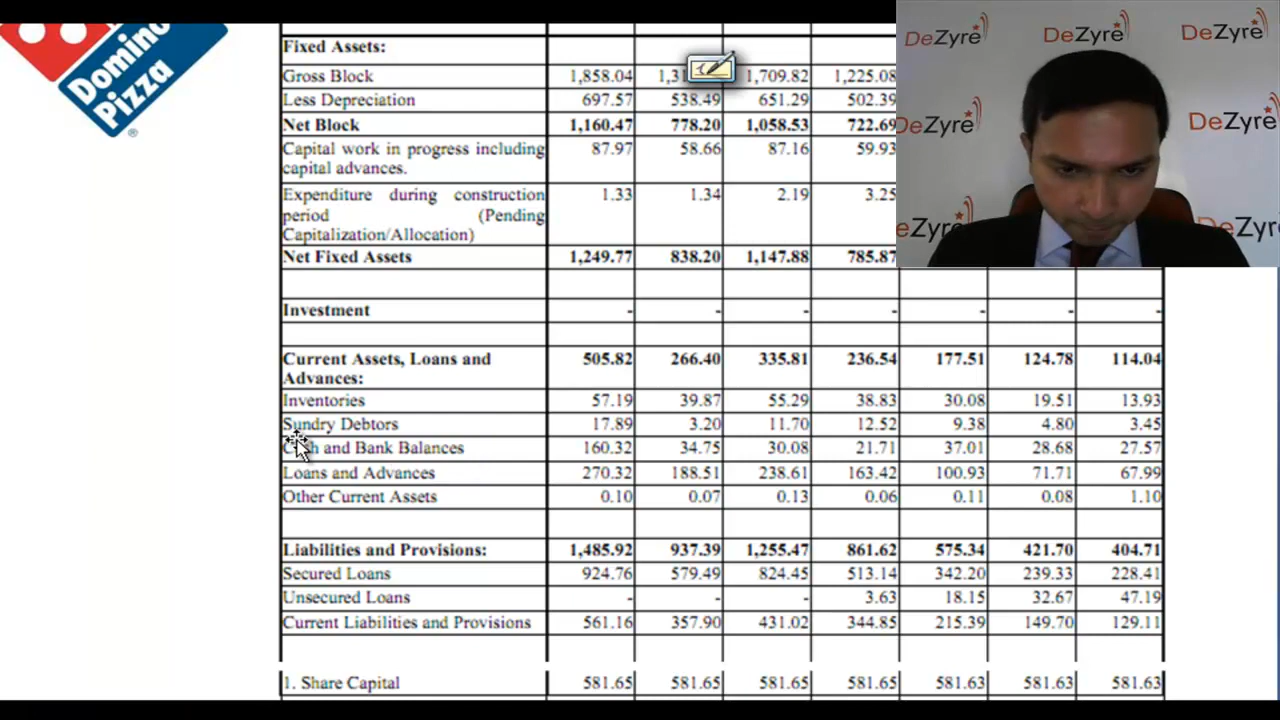 Domino's
Pizza
®
DeZyre DeZyre DeZyre
DeZyre DeZyre
Fixed Assets:
Gross Block 1,858.04 1,709.82 1,225.08
Less Depreciation 697.57 538.49 651.29 502.39
Net Block 1,160.47 778.20 1,058.53 722.69
Capital work in progress including 87.97 58.66 87.16 59.93
capital advances.
Expenditure during construction 1.33 1.34 2.19 3.25
period (Pending
Capitalization/Allocation)
Net Fixed Assets 1,249.77 838.20 1,147.88 785.87
Investment - - - - - - -
Current Assets, Loans and 505.82 266.40 335.81 236.54 177.51 124.78 114.04
Advances:
Inventories 57.19 39.87 55.29 38.83 30.08 19.51 13.93
Sundry Debtors 17.89 3.20 11.70 12.52 9.38 4.80 3.45
Cash and Bank Balances 160.32 34.75 30.08 21.71 37.01 28.68 27.57
Loans and Advances 270.32 188.51 238.61 163.42 100.93 71.71 67.99
Other Current Assets 0.10 0.07 0.13 0.06 0.11 0.08 1.10
Liabilities and Provisions: 1,485.92 937.39 1,255.47 861.62 575.34 421.70 404.71
Secured Loans 924.76 579.49 824.45 513.14 342.20 239.33 228.41
Unsecured Loans - - - 3.63 18.15 32.67 47.19
Current Liabilities and Provisions 561.16 357.90 431.02 344.85 215.39 149.70 129.11
1. Share Capital 581.65 581.65 581.65 581.65 581.63 581.63 581.63